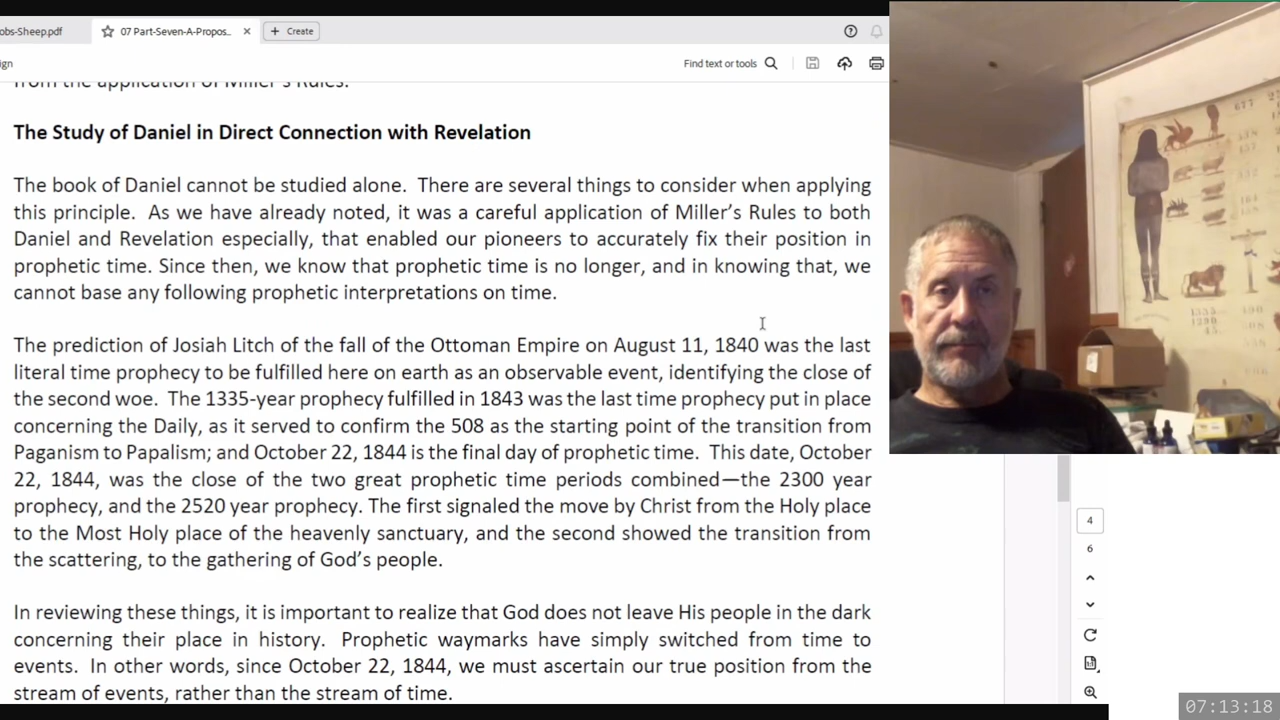 obs-Sheep.pdf
07 Part-Seven-A-Propos...
Create
ign
Find text or tools
from the application of Miller's Rules.
The Study of Daniel in Direct Connection with Revelation
The book of Daniel cannot be studied alone. There are several things to consider when applying
this principle. As we have already noted, it was a careful application of Miller's Rules to both
Daniel and Revelation especially, that enabled our pioneers to accurately fix their position in
prophetic time. Since then, we know that prophetic time is no longer, and in knowing that, we
cannot base any following prophetic interpretations on time.
The prediction of Josiah Litch of the fall of the Ottoman Empire on August 11, 1840 was the last
literal time prophecy to be fulfilled here on earth as an observable event, identifying the close of
the second woe. The 1335-year prophecy fulfilled in 1843 was the last time prophecy put in place
concerning the Daily, as it served to confirm the 508 as the starting point of the transition from
Paganism to Papalism; and October 22, 1844 is the final day of prophetic time. This date, October
22, 1844, was the close of the two great prophetic time periods combined—the 2300 year
prophecy, and the 2520 year prophecy. The first signaled the move by Christ from the Holy place
to the Most Holy place of the heavenly sanctuary, and the second showed the transition from
the scattering, to the gathering of God's people.
In reviewing these things, it is important to realize that God does not leave His people in the dark
concerning their place in history. Prophetic waymarks have simply switched from time to
events. In other words, since October 22, 1844, we must ascertain our true position from the
stream of events, rather than the stream of time.
677
1335
1290
45
4
6
07:13:18